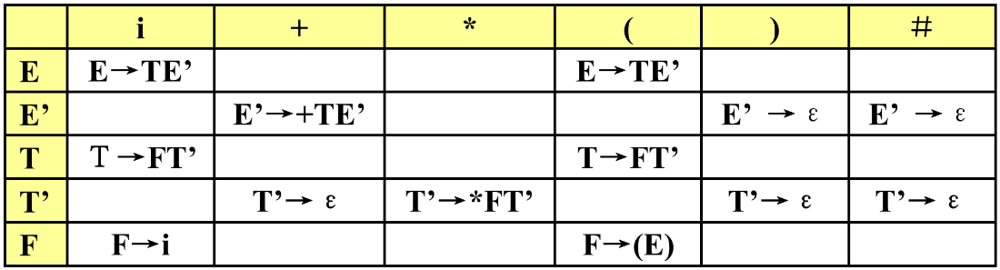 i + * ( ) #
E E→TE’ E→TE’
E’ E’→+TE’ E’ → ε E’ → ε
T T →FT’ T→FT’
T’ T’→ ε T’→*FT’ T’→ ε T’→ ε
F F→i F→(E)